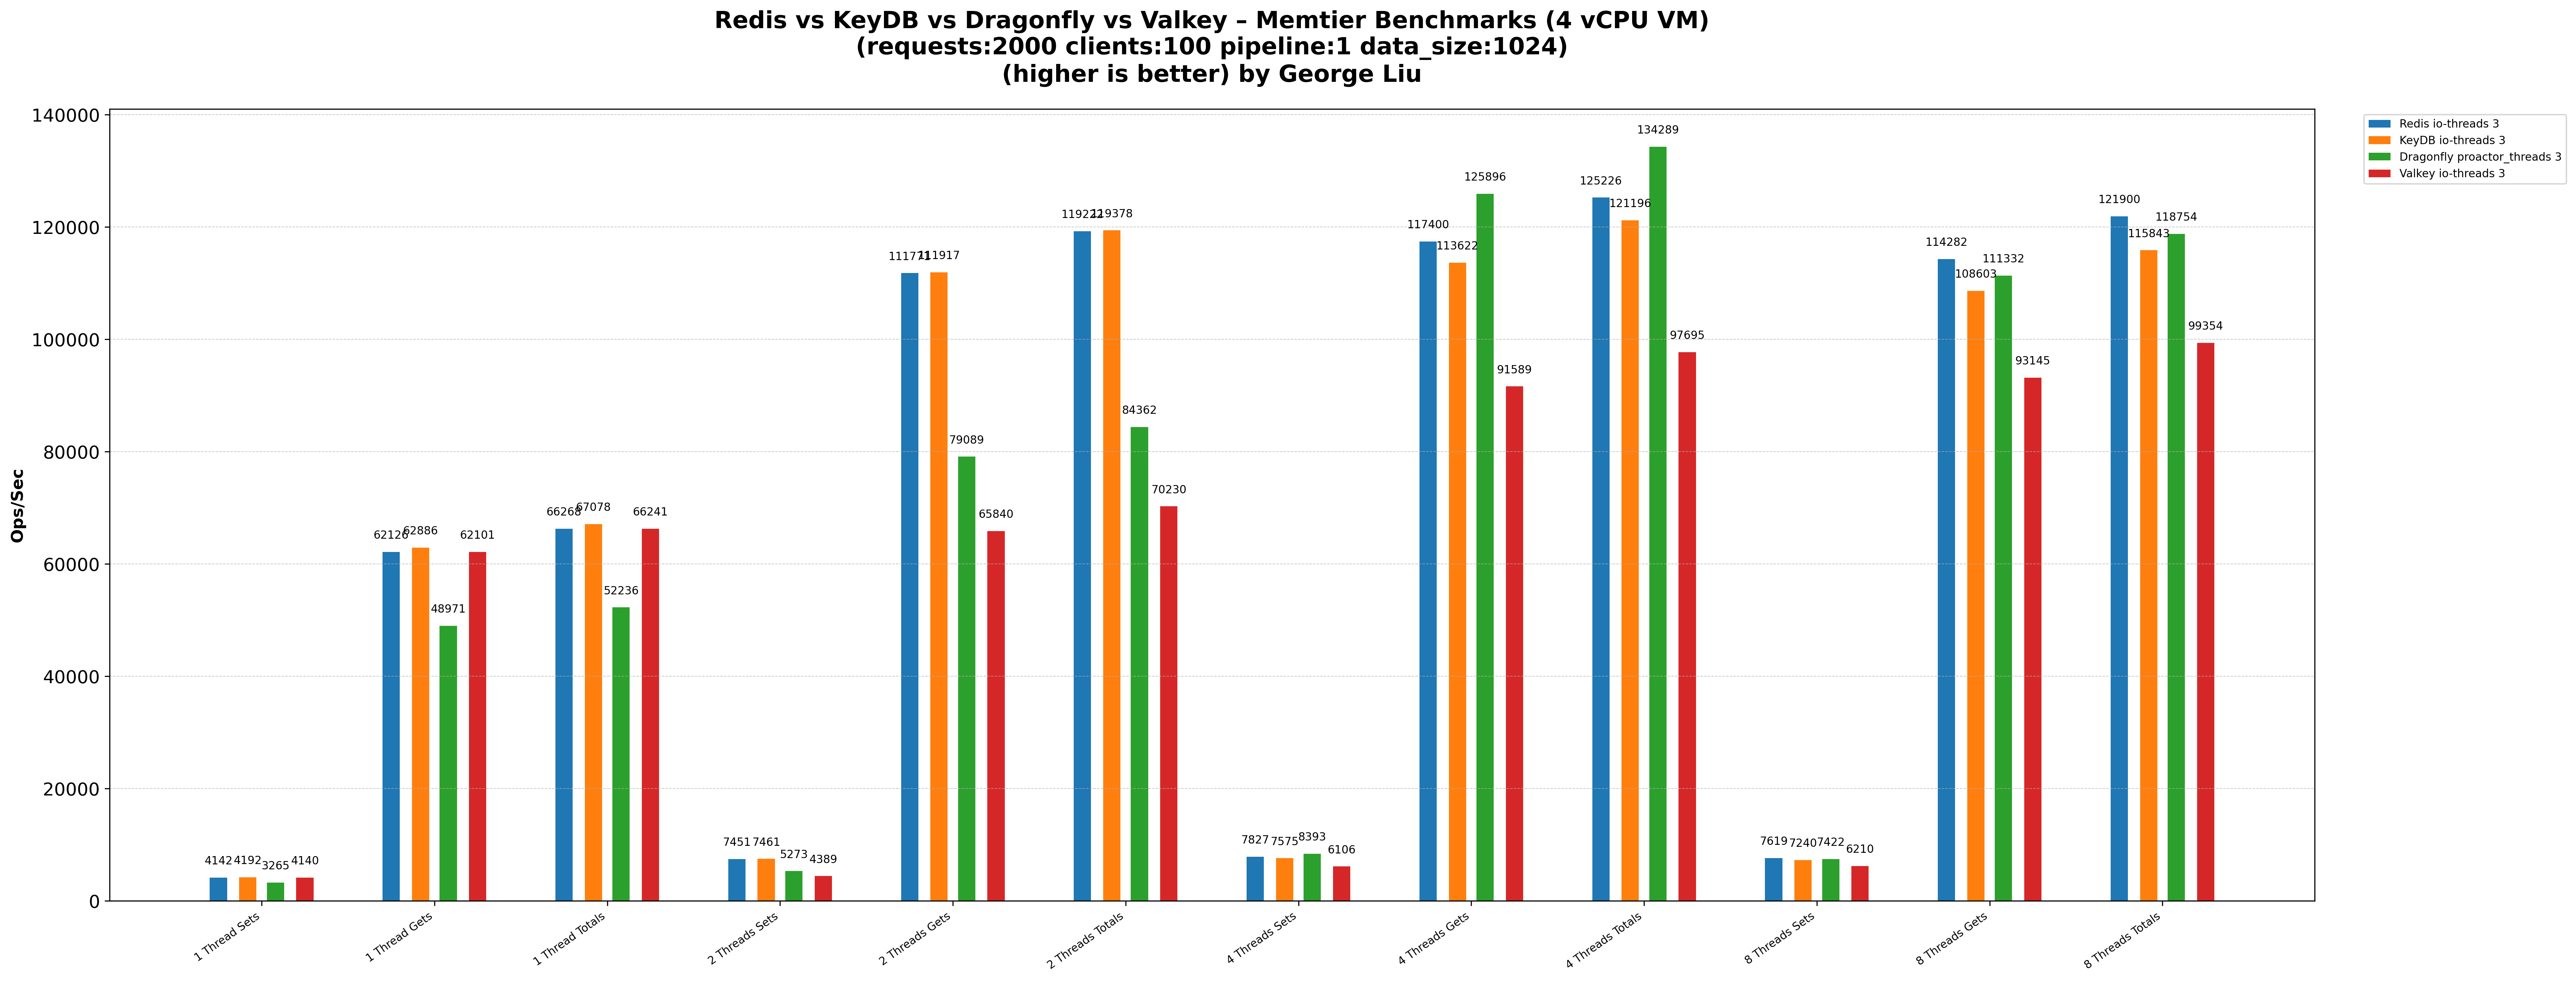 Redis vs KeyDB vs Dragonfly vs Valkey – Memtier Benchmarks (4 vCPU VM)
(requests:2000 clients:100 pipeline:1 data_size:1024)
(higher is better) by George Liu
Redis io-threads 3
KeyDB io-threads 3
Dragonfly proactor_threads 3
Valkey io-threads 3
Ops/Sec
140000
120000
100000
80000
60000
40000
20000
0
4142 4192 3265 4140
62126 62886 48971 62101
66268 67078 52236 66241
7451 7461 5273 4389
111771 111917 79089 65840
119222 119378 84362 70230
7827 7575 8393 6106
117400 113622 125896 91589
125226 121196 134289 97695
7619 7240 7422 6210
114282 108603 111332 93145
121900 115843 118754 99354
1 Thread Sets
1 Thread Gets
1 Thread Totals
2 Threads Sets
2 Threads Gets
2 Threads Totals
4 Threads Sets
4 Threads Gets
4 Threads Totals
8 Threads Sets
8 Threads Gets
8 Threads Totals